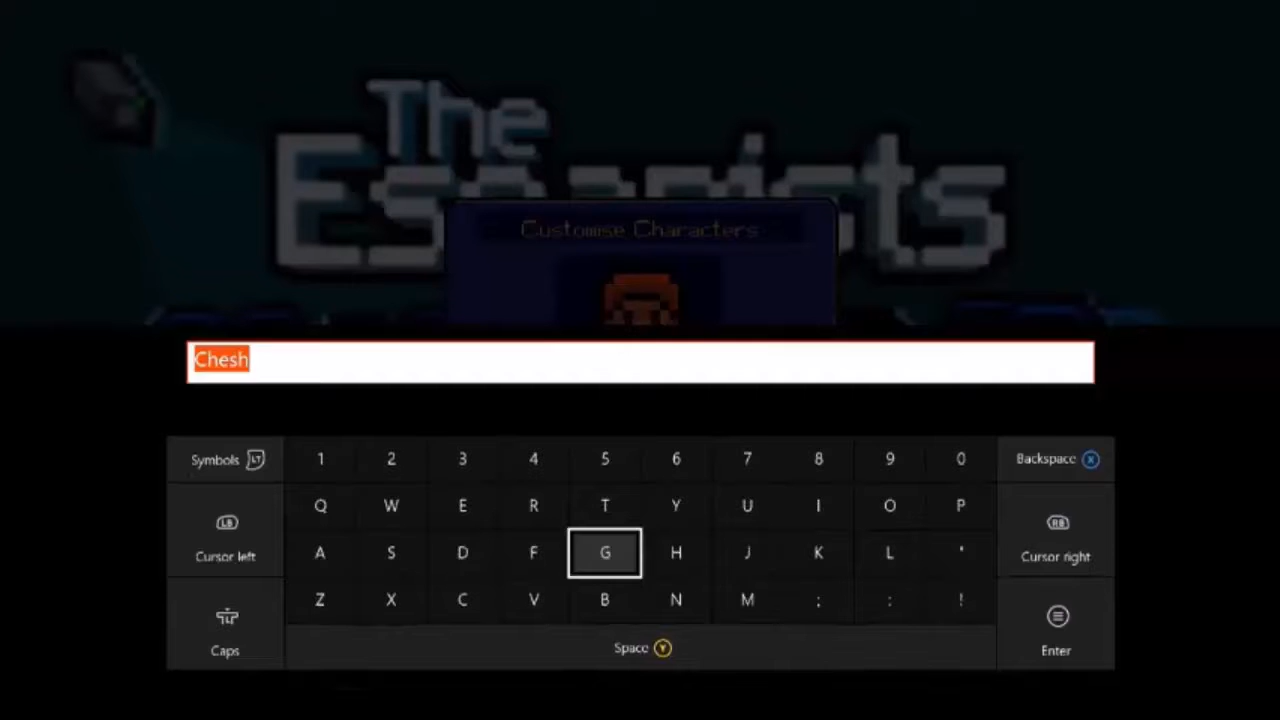 The
Escapists
Customise Characters
Chesh
Symbols LT 1 2 3 4 5 6 7 8 9 0 Backspace X
Q W E R T Y U I O P
LB RB
Cursor left A S D F G H J K L ' Cursor right
Z X C V B N M ; : !
Caps Space Y Enter